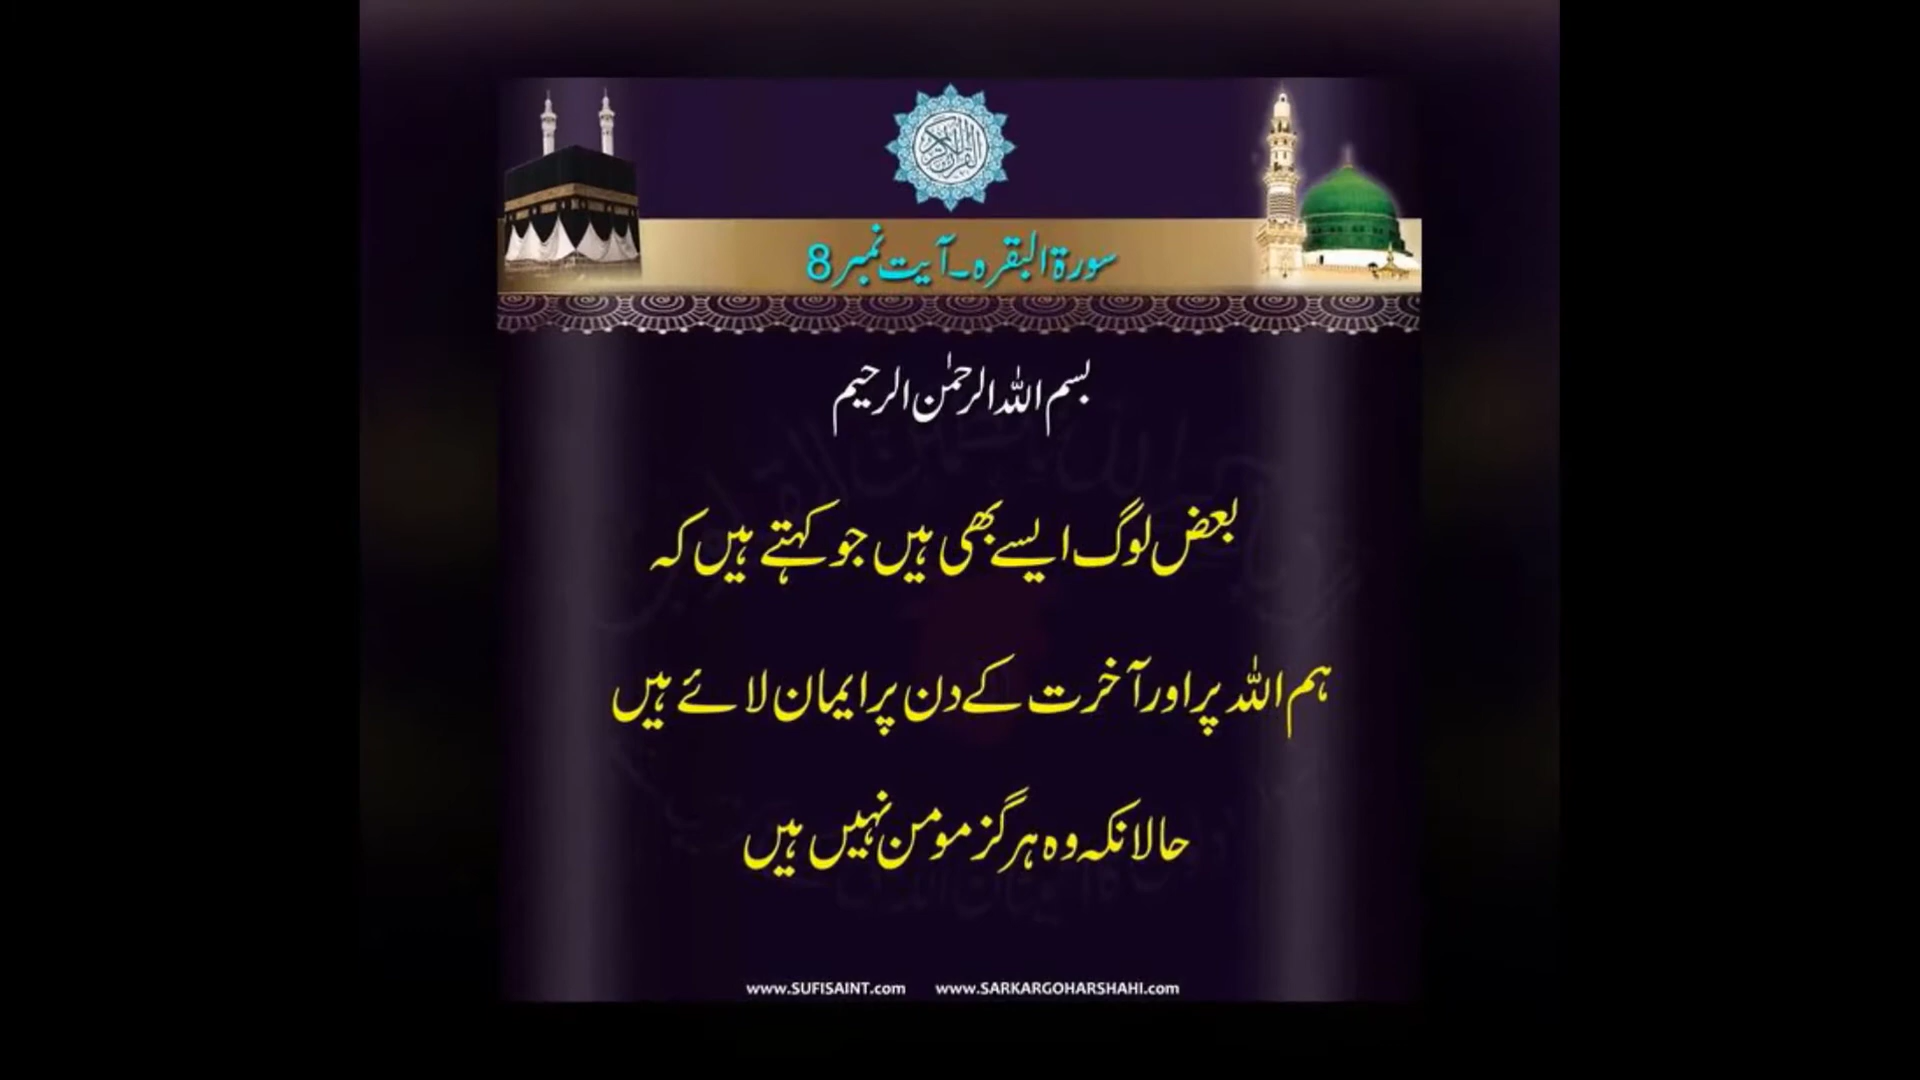 القرآن الكريم
سورۃ البقرہ۔آیت نمبر 8
بسم اللہ الرحمٰن الرحیم
بعض لوگ ایسے بھی ہیں جو کہتے ہیں کہ
ہم اللہ پر اور آخرت کے دن پر ایمان لائے ہیں
حالانکہ وہ ہرگز مومن نہیں ہیں
www.SUFISAINT.com www.SARKARGOHARSHAHI.com